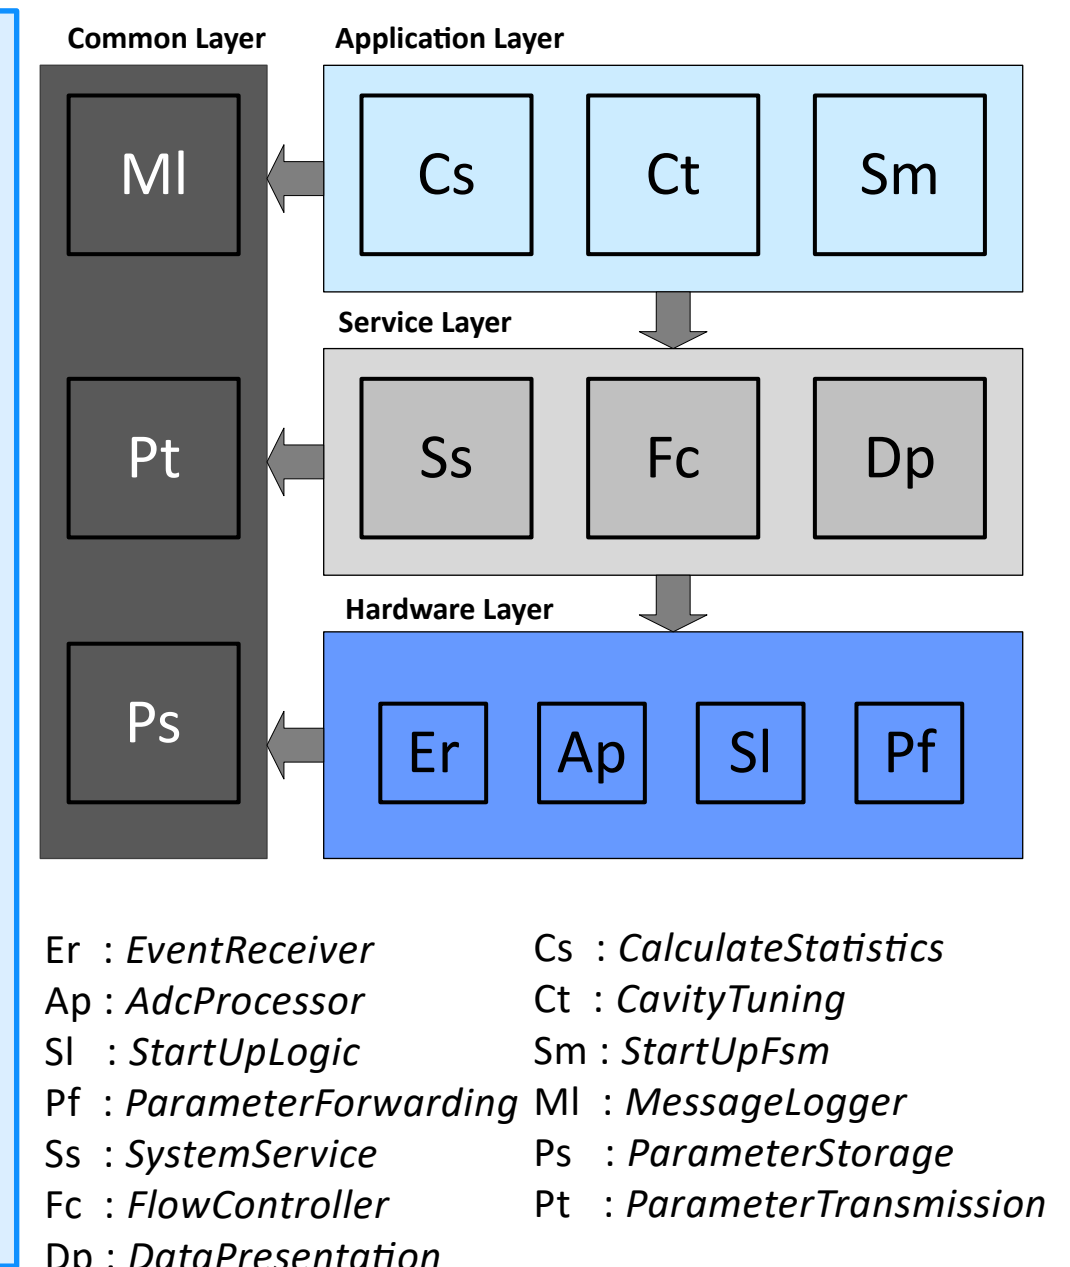 Common Layer
Application Layer
Ml
Cs
Ct
Sm
Service Layer
Pt
Ss
Fc
Dp
Hardware Layer
Ps
Er
Ap
Sl
Pf
Er : EventReceiver
Ap : AdcProcessor
Sl : StartUpLogic
Pf : ParameterForwarding
Ss : SystemService
Fc : FlowController
Dp : DataPresentation
Cs : CalculateStatistics
Ct : CavityTuning
Sm : StartUpFsm
Ml : MessageLogger
Ps : ParameterStorage
Pt : ParameterTransmission